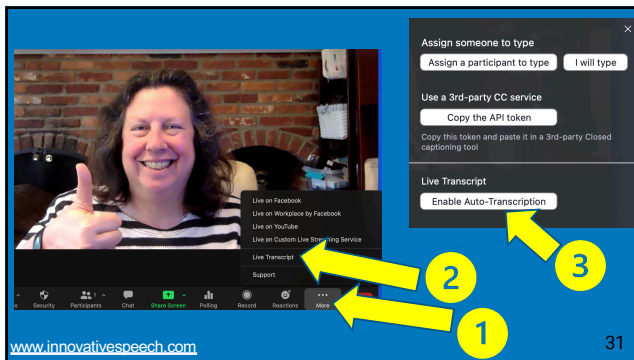 Live on Facebook
Live on Workplace by Facebook
Live on YouTube
Live on Custom Live Streaming Service
Live Transcript
Support
Security
Participants
1
Chat
Share Screen
Polling
Record
Reactions
More
Assign someone to type
Assign a participant to type
I will type
Use a 3rd-party CC service
Copy the API token
Copy this token and paste it in a 3rd-party Closed
captioning tool
Live Transcript
Enable Auto-Transcription
3
2
1
www.innovativespeech.com
31